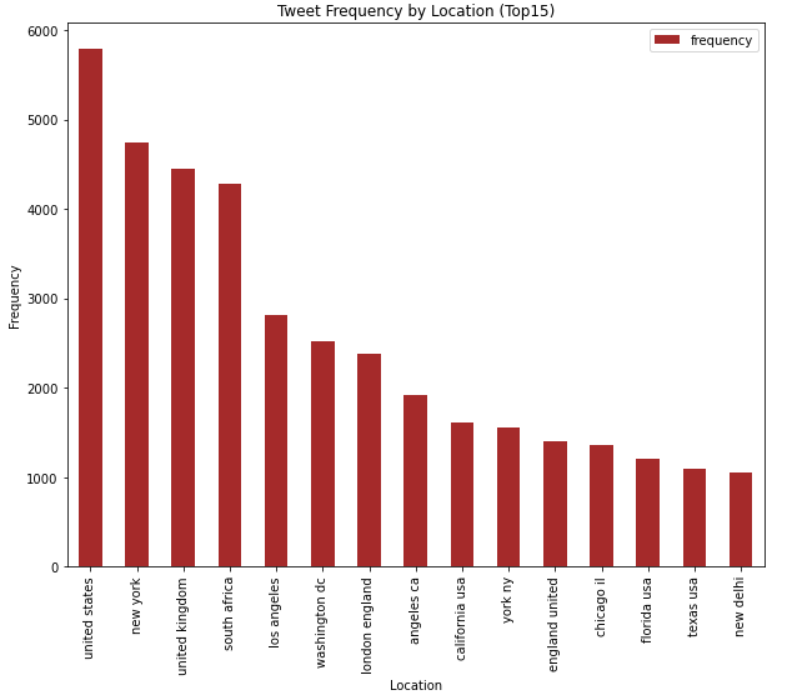 Tweet Frequency by Location (Top15)
frequency
6000
5000
4000
3000
2000
1000
0
Frequency
united states
new york
united kingdom
south africa
los angeles
washington dc
london england
angeles ca
california usa
york ny
england united
chicago il
florida usa
texas usa
new delhi
Location